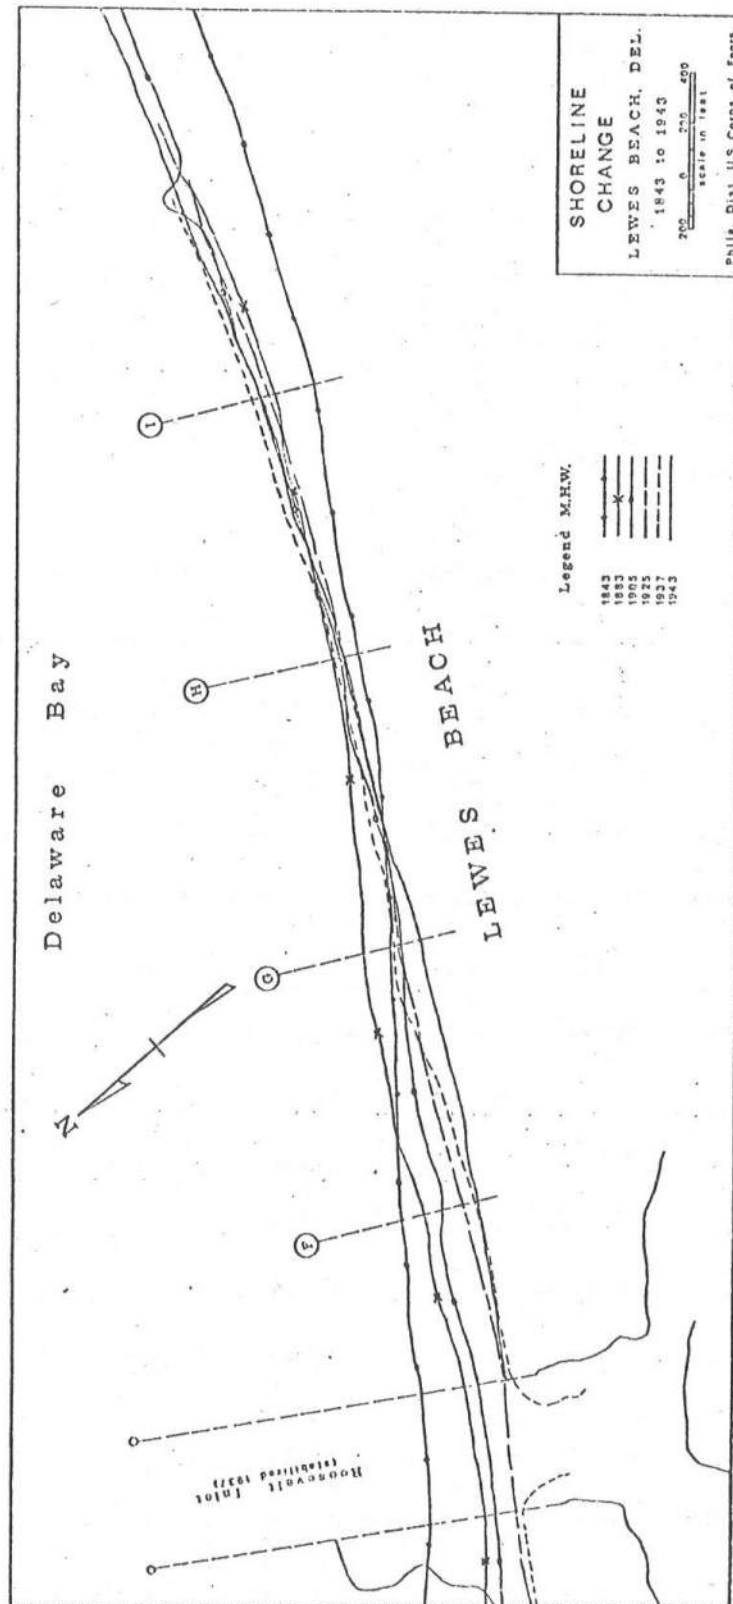 SHORELINE
CHANGE
LEWES BEACH, DEL.
1843 to 1943
200 0 200 400
scale in feet
Phila. Dist. U.S. Corps of Engrs.
Delaware Bay
I
H
G
F
LEWES BEACH
N
Legend M.H.W.
1843
1883
1905
1925
1937
1943
Roosevelt Inlet
(stabilized 1937)